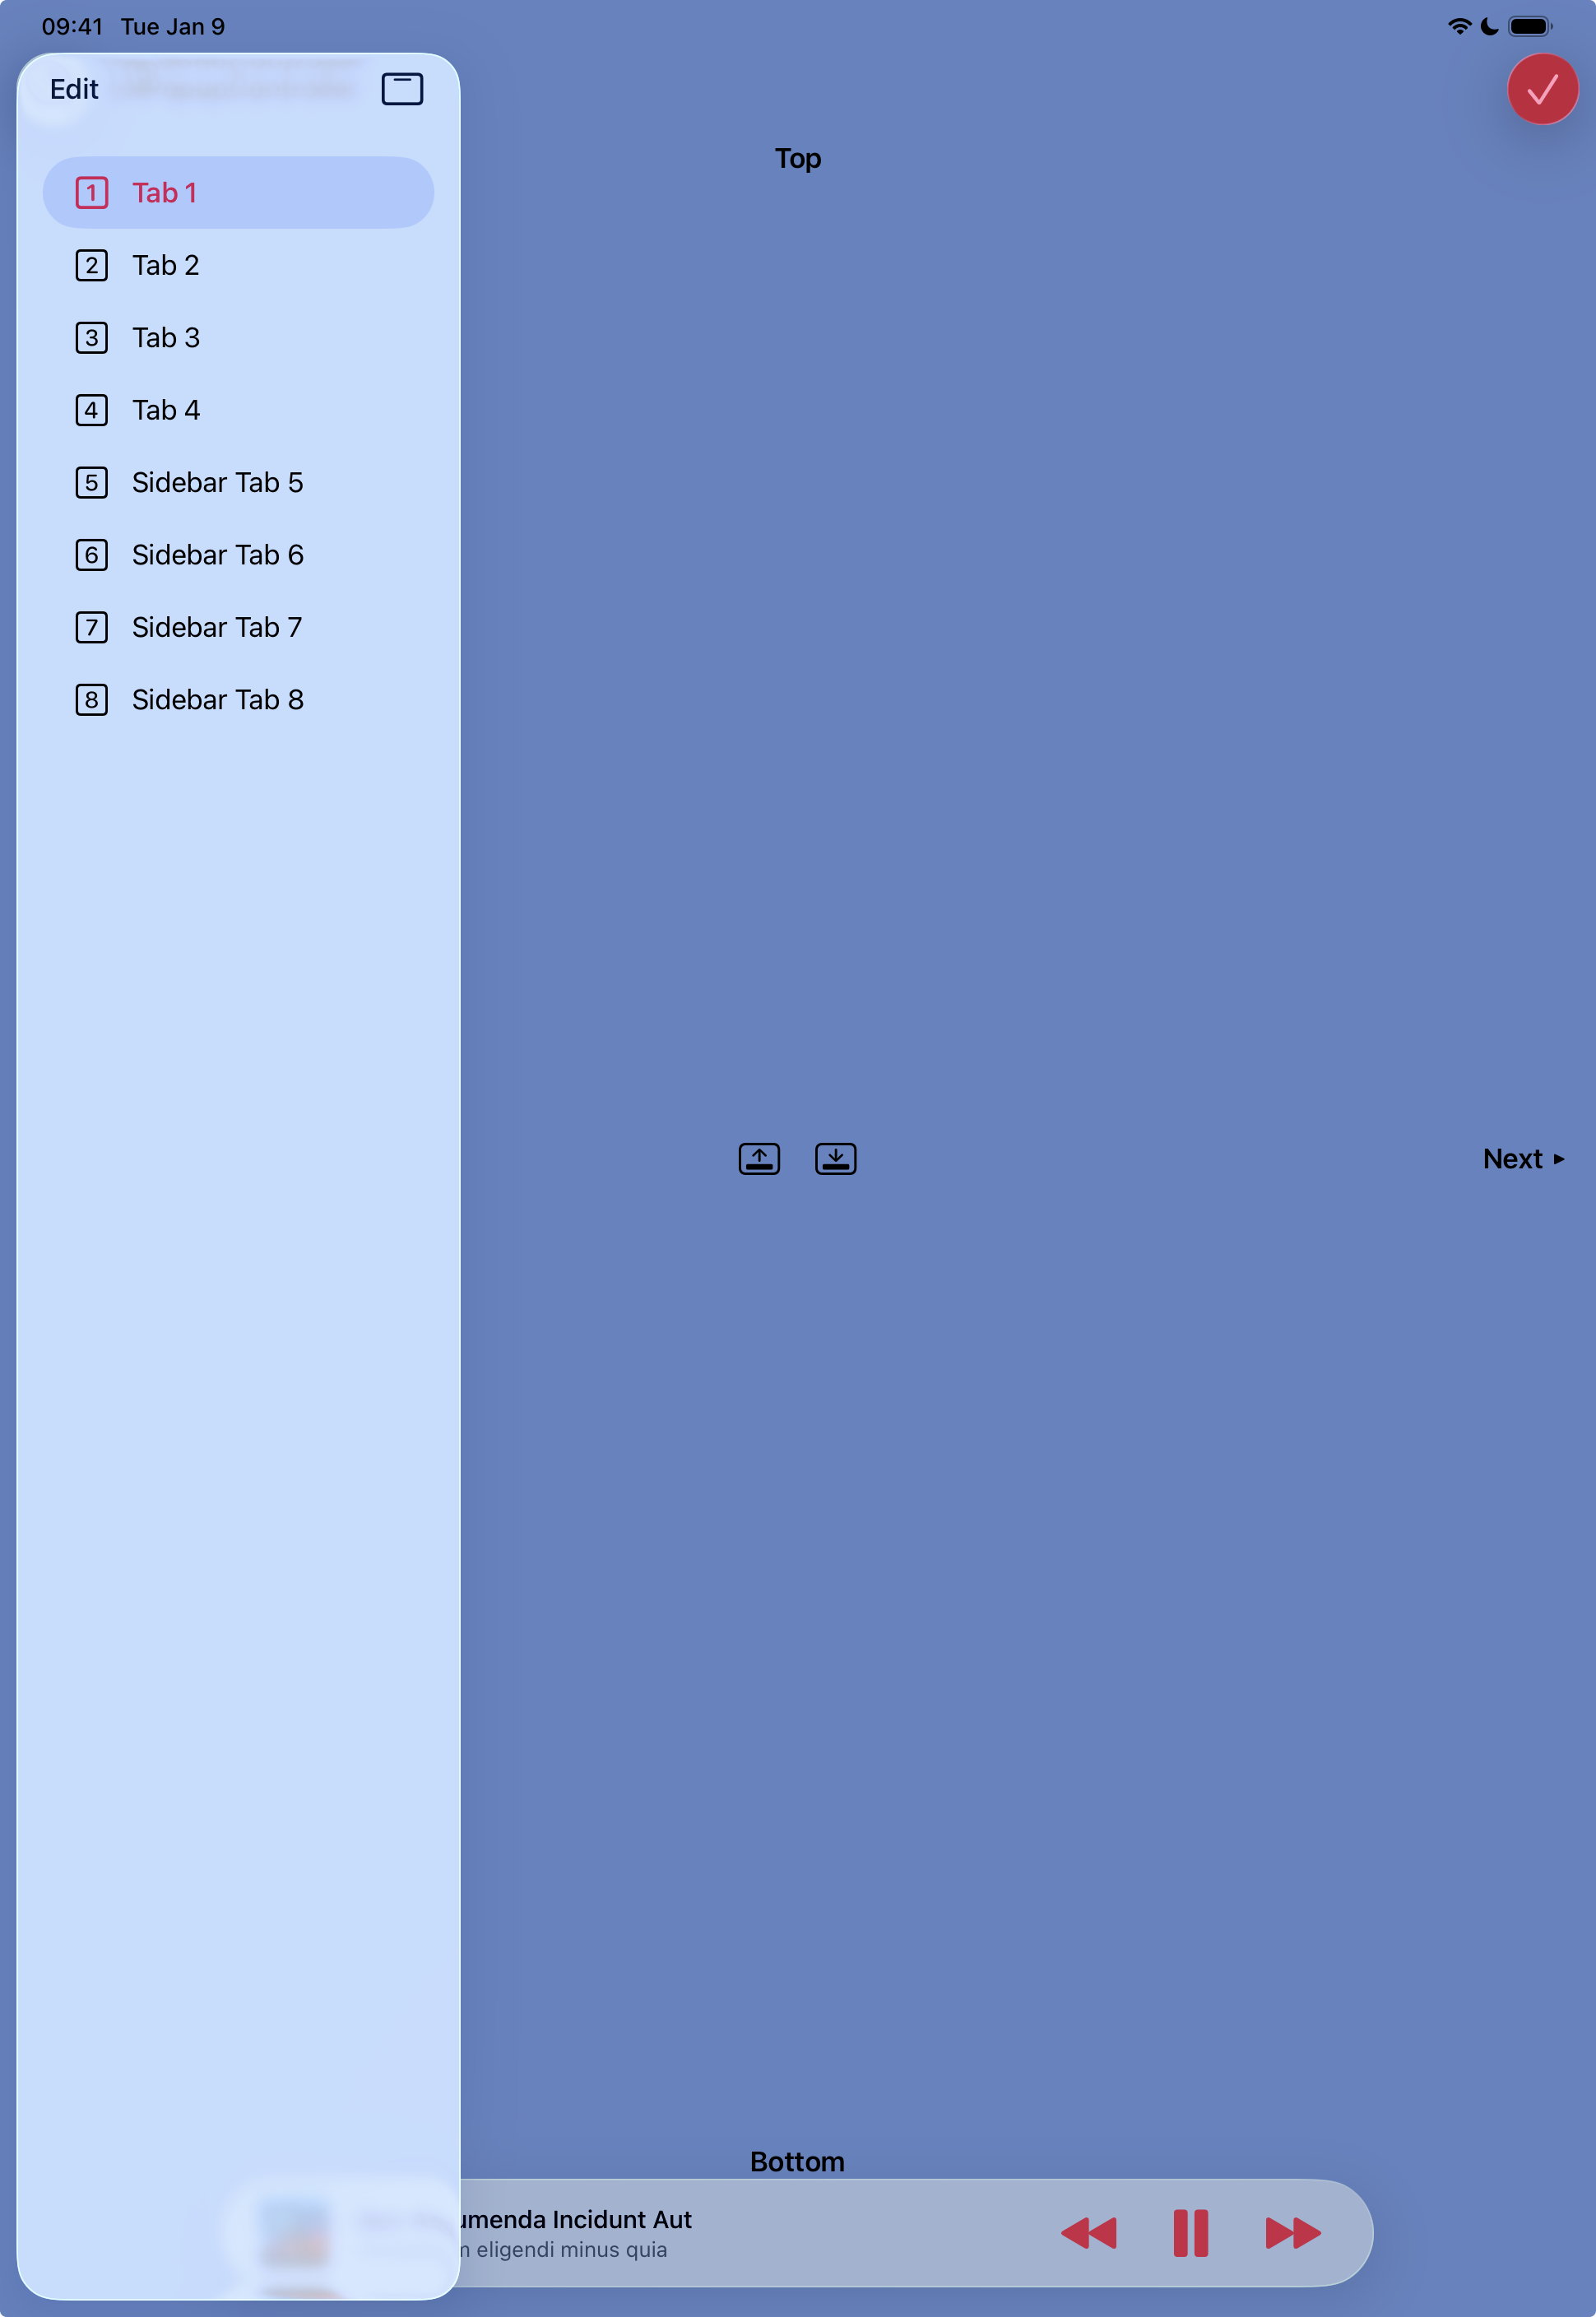 09:41 Tue Jan 9
Edit
Top
1 Tab 1
2 Tab 2
3 Tab 3
4 Tab 4
5 Sidebar Tab 5
6 Sidebar Tab 6
7 Sidebar Tab 7
8 Sidebar Tab 8
Next ▸
Bottom
umenda Incidunt Aut
eligendi minus quia